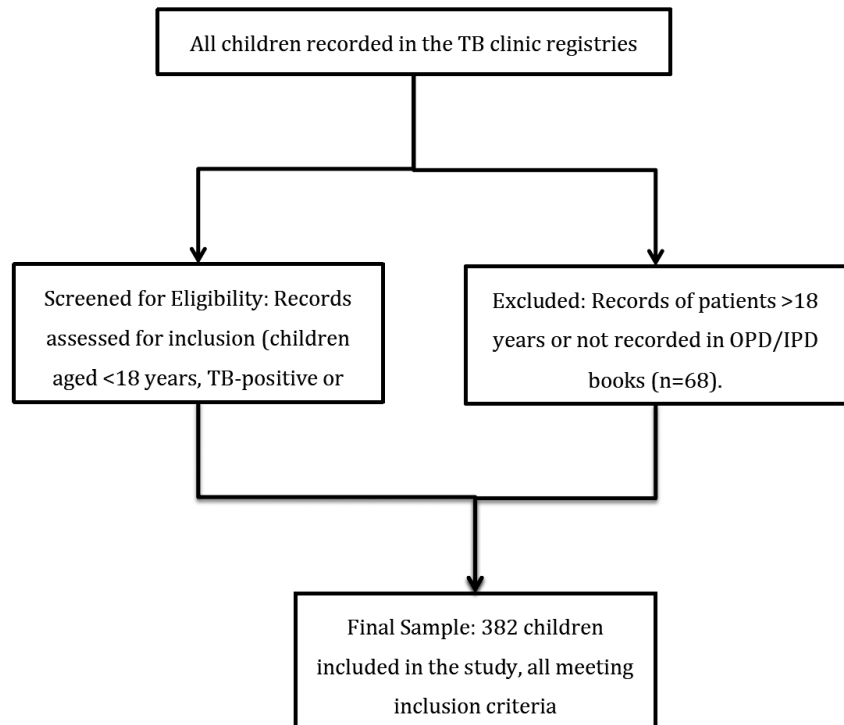 All children recorded in the TB clinic registries
Screened for Eligibility: Records
assessed for inclusion (children
aged <18 years, TB-positive or
Excluded: Records of patients >18
years or not recorded in OPD/IPD
books (n=68).
Final Sample: 382 children
included in the study, all meeting
inclusion criteria